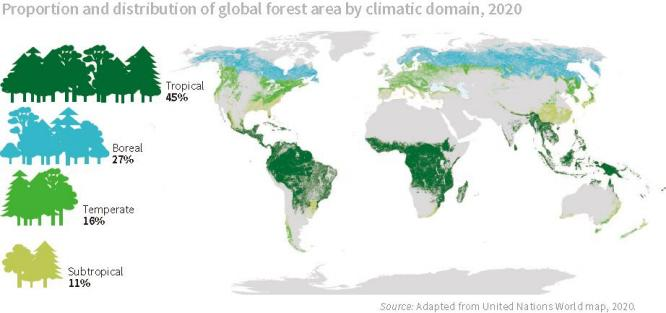 Proportion and distribution of global forest area by climatic domain, 2020
Tropical
45%
Boreal
27%
Temperate
16%
Subtropical
11%
Source: Adapted from United Nations World map, 2020.